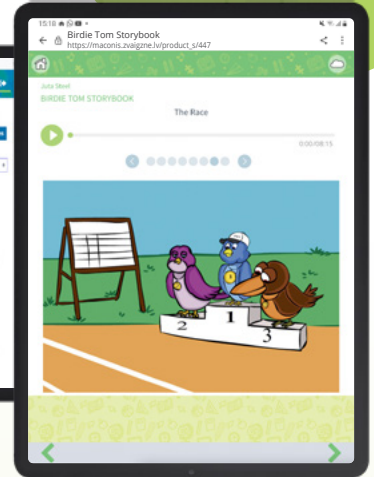 15:18
Birdie Tom Storybook
https://maconis.zvaigzne.lv/product_s/447
Juta Steel
BIRDIE TOM STORYBOOK
The Race
0:00/08:15
2 1 3